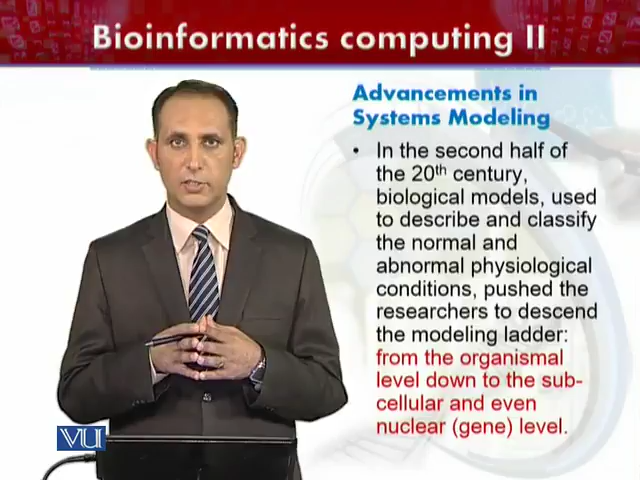 Bioinformatics computing II
Advancements in
Systems Modeling
• In the second half of
the 20th century,
biological models, used
to describe and classify
the normal and
abnormal physiological
conditions, pushed the
researchers to descend
the modeling ladder:
from the organismal
level down to the sub-
cellular and even
nuclear (gene) level.
VU